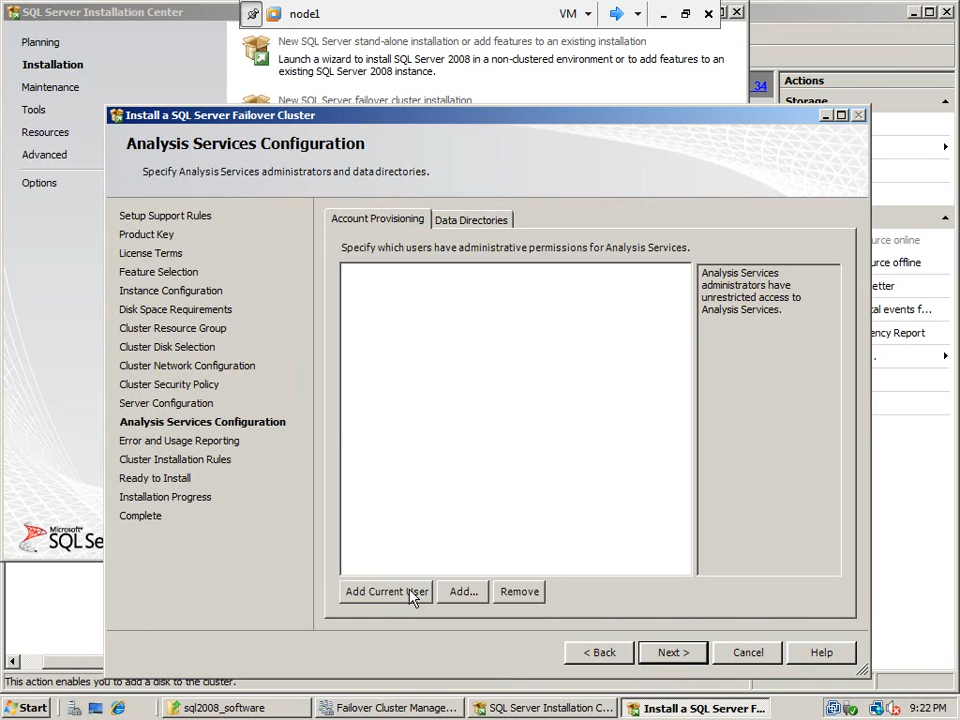 SQL Server Installation Center
node1
VM
Planning
Installation
Maintenance
Tools
Resources
Advanced
Options
New SQL Server stand-alone installation or add features to an existing installation
Launch a wizard to install SQL Server 2008 in a non-clustered environment or to add features to an
existing SQL Server 2008 instance.
New SQL Server failover cluster installation
34
Actions
Storage
urce online
urce offline
etter
al events f...
ency Report
Install a SQL Server Failover Cluster
Analysis Services Configuration
Specify Analysis Services administrators and data directories.
Setup Support Rules
Product Key
License Terms
Feature Selection
Instance Configuration
Disk Space Requirements
Cluster Resource Group
Cluster Disk Selection
Cluster Network Configuration
Cluster Security Policy
Server Configuration
Analysis Services Configuration
Error and Usage Reporting
Cluster Installation Rules
Ready to Install
Installation Progress
Complete
Account Provisioning
Data Directories
Specify which users have administrative permissions for Analysis Services.
Analysis Services
administrators have
unrestricted access to
Analysis Services.
Add Current User
Add...
Remove
< Back
Next >
Cancel
Help
Microsoft
SQL Se
This action enables you to add a disk to the cluster.
Start
sql2008_software
Failover Cluster Manage...
SQL Server Installation C...
Install a SQL Server F...
9:22 PM